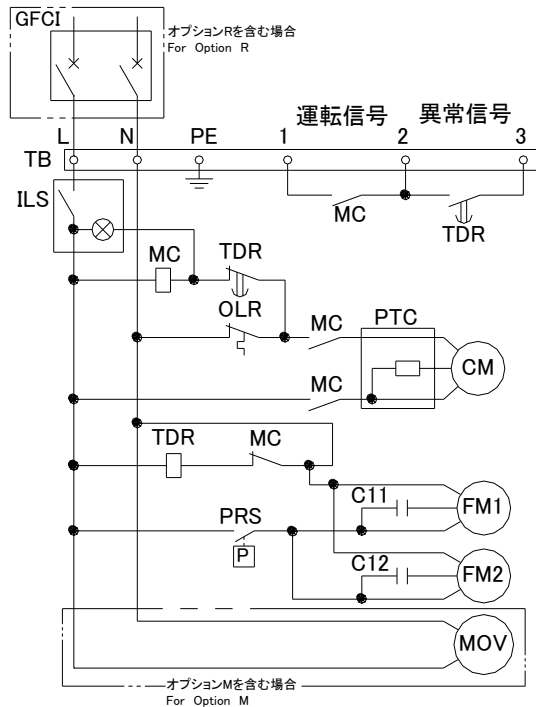 GFCI
オプションRを含む場合
For Option R
運転信号 異常信号
L N PE 1 2 3
TB
ILS
MC
TDR
MC
TDR
OLR
MC
PTC
CM
MC
TDR
MC
C11
FM1
PRS
P
C12
FM2
MOV
オプションMを含む場合
For Option M